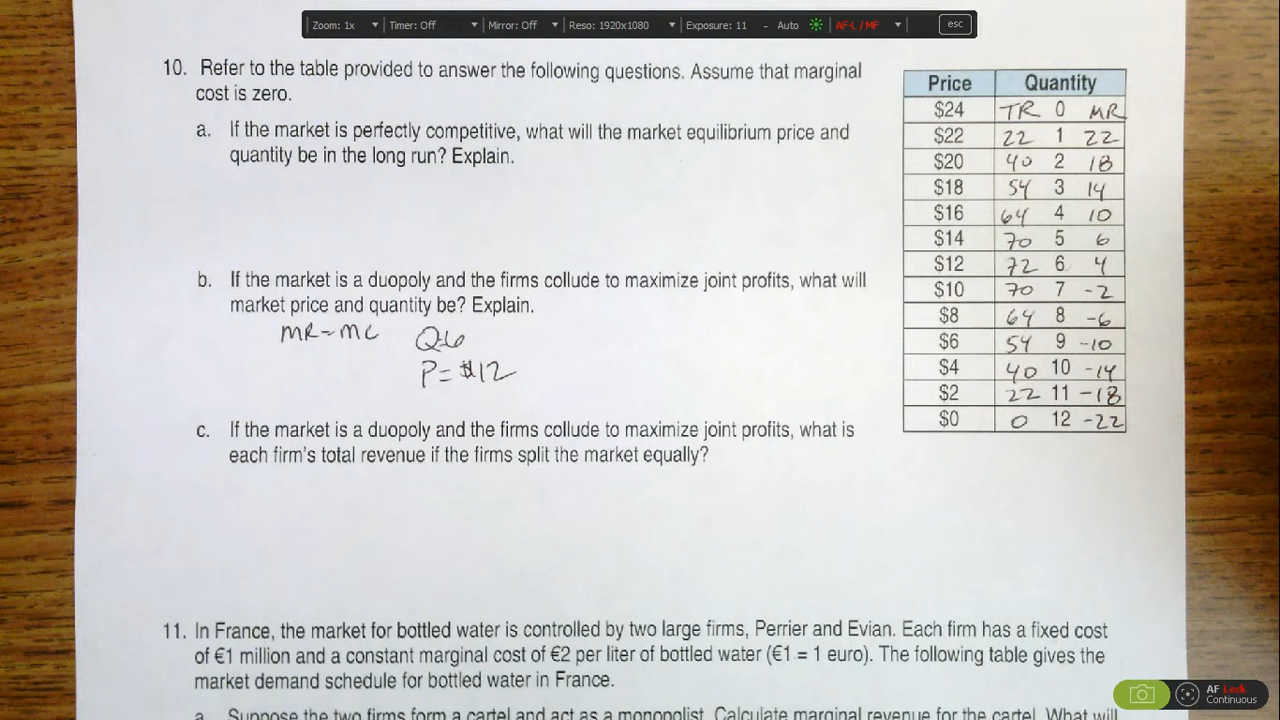 Zoom: 1x Timer: Off Mirror: Off Reso: 1920x1080 Exposure: 11 - Auto AF-L / MF esc
10. Refer to the table provided to answer the following questions. Assume that marginal
cost is zero.
a. If the market is perfectly competitive, what will the market equilibrium price and
quantity be in the long run? Explain.
b. If the market is a duopoly and the firms collude to maximize joint profits, what will
market price and quantity be? Explain.
MR=MC Q=6
P= $12
c. If the market is a duopoly and the firms collude to maximize joint profits, what is
each firm's total revenue if the firms split the market equally?
Price Quantity
$24 TR 0 MR
$22 22 1 22
$20 40 2 18
$18 54 3 14
$16 64 4 10
$14 70 5 6
$12 72 6 4
$10 70 7 -2
$8 64 8 -6
$6 54 9 -10
$4 40 10 -14
$2 22 11 -18
$0 0 12 -22
11. In France, the market for bottled water is controlled by two large firms, Perrier and Evian. Each firm has a fixed cost
of €1 million and a constant marginal cost of €2 per liter of bottled water (€1 = 1 euro). The following table gives the
market demand schedule for bottled water in France.
a. Suppose the two firms form a cartel and act as a monopolist. Calculate marginal revenue for the cartel. What will
AF Lock
Continuous